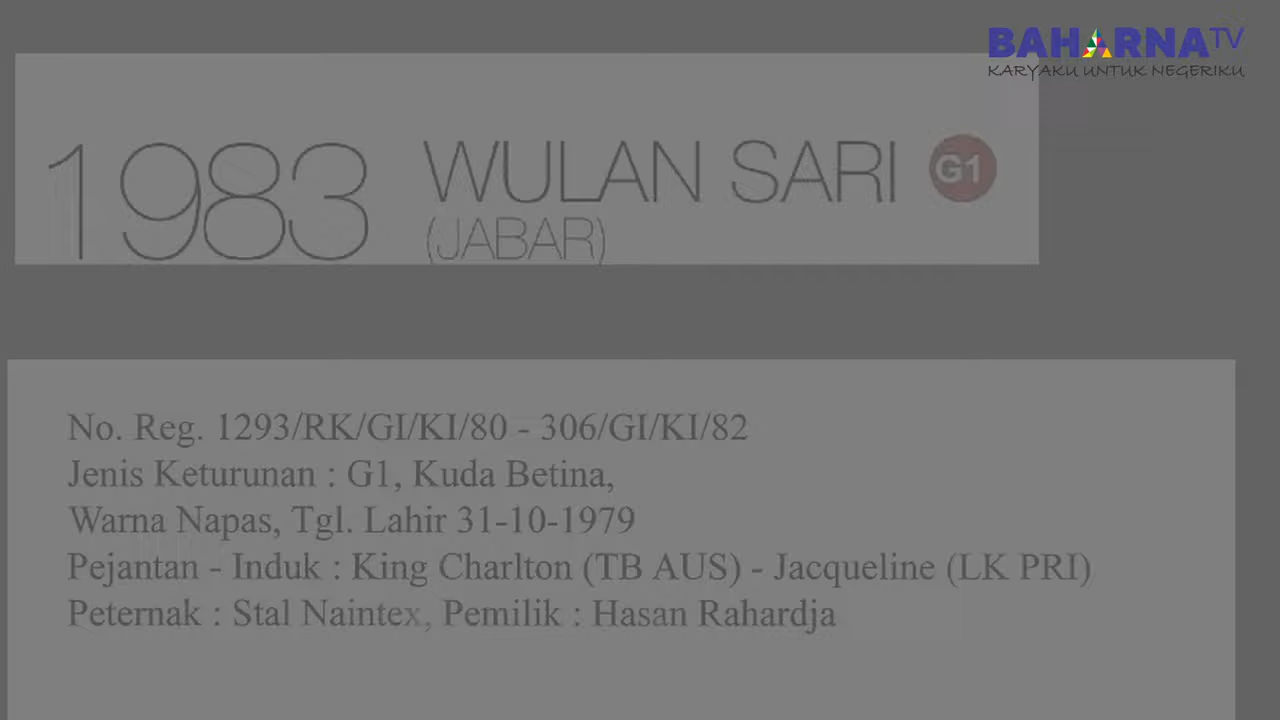 BAHARNA TV
KARYAKU UNTUK NEGERIKU
1983 WULAN SARI G1
(JABAR)
No. Reg. 1293/RK/GI/KI/80 - 306/GI/KI/82
Jenis Keturunan : G1, Kuda Betina,
Warna Napas, Tgl. Lahir 31-10-1979
Pejantan - Induk : King Charlton (TB AUS) - Jacqueline (LK PRI)
Peternak : Stal Naintex, Pemilik : Hasan Rahardja